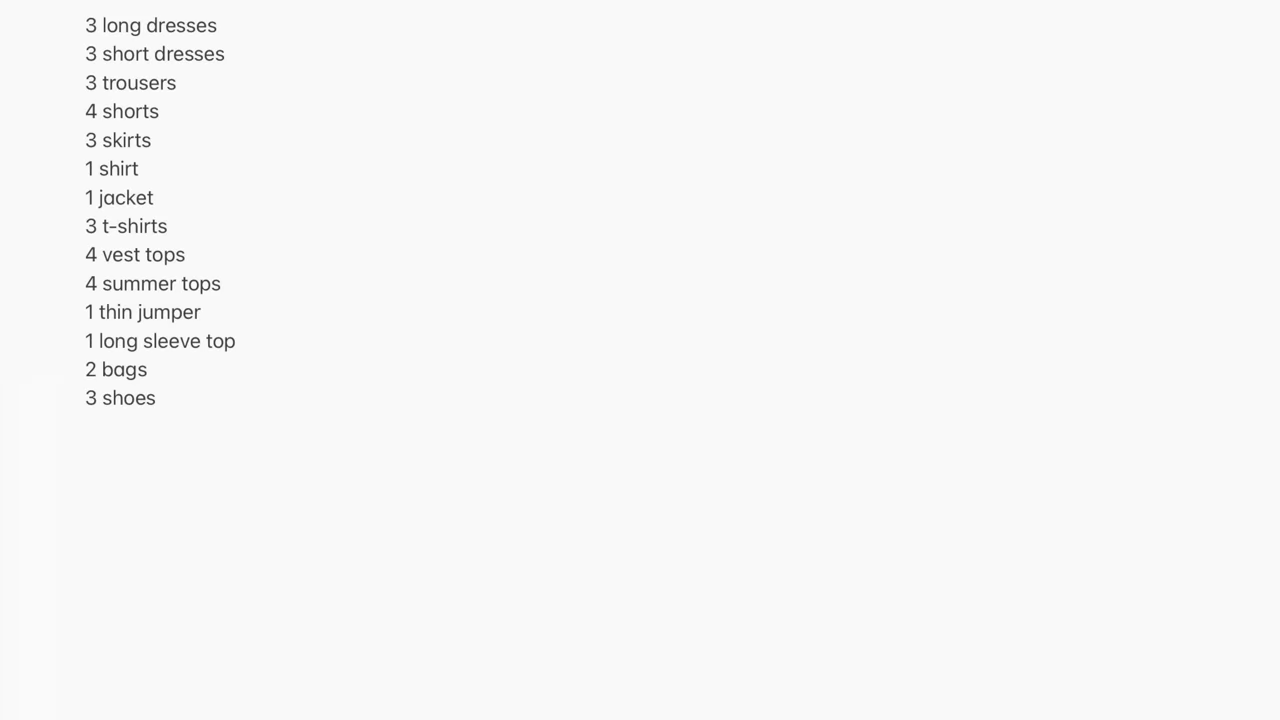 3 long dresses
3 short dresses
3 trousers
4 shorts
3 skirts
1 shirt
1 jacket
3 t-shirts
4 vest tops
4 summer tops
1 thin jumper
1 long sleeve top
2 bags
3 shoes